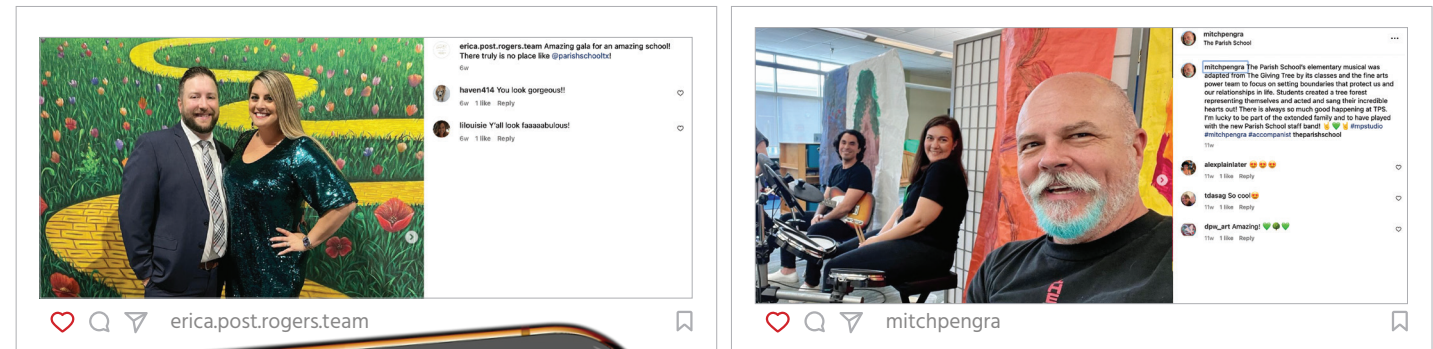 erica.post.rogers.team Amazing gala for an amazing school!
There truly is no place like @parishschooltx!
6w
haven414 You look gorgeous!!
6w 1 like Reply
lilouisie Y'all look faaaaabulous!
6w 1 like Reply
erica.post.rogers.team
mitchpengra
The Parish School
mitchpengra The Parish School's elementary musical was
adapted from The Giving Tree by its classes and the fine arts
power team to focus on setting boundaries that protect us and
our relationships in life. Students created a tree forest
representing themselves and acted and sang their incredible
hearts out! There is always so much good happening at TPS.
I'm lucky to be part of the extended family and to have played
with the new Parish School staff band! 🤘💚🤘 #mpstudio
#mitchpengra #accompanist theparishschool
11w
alexplainlater 😍😍😍
11w 1 like Reply
tdasag So cool😍
11w 1 like Reply
dpw_art Amazing! 💚🌳💚
11w 1 like Reply
mitchpengra